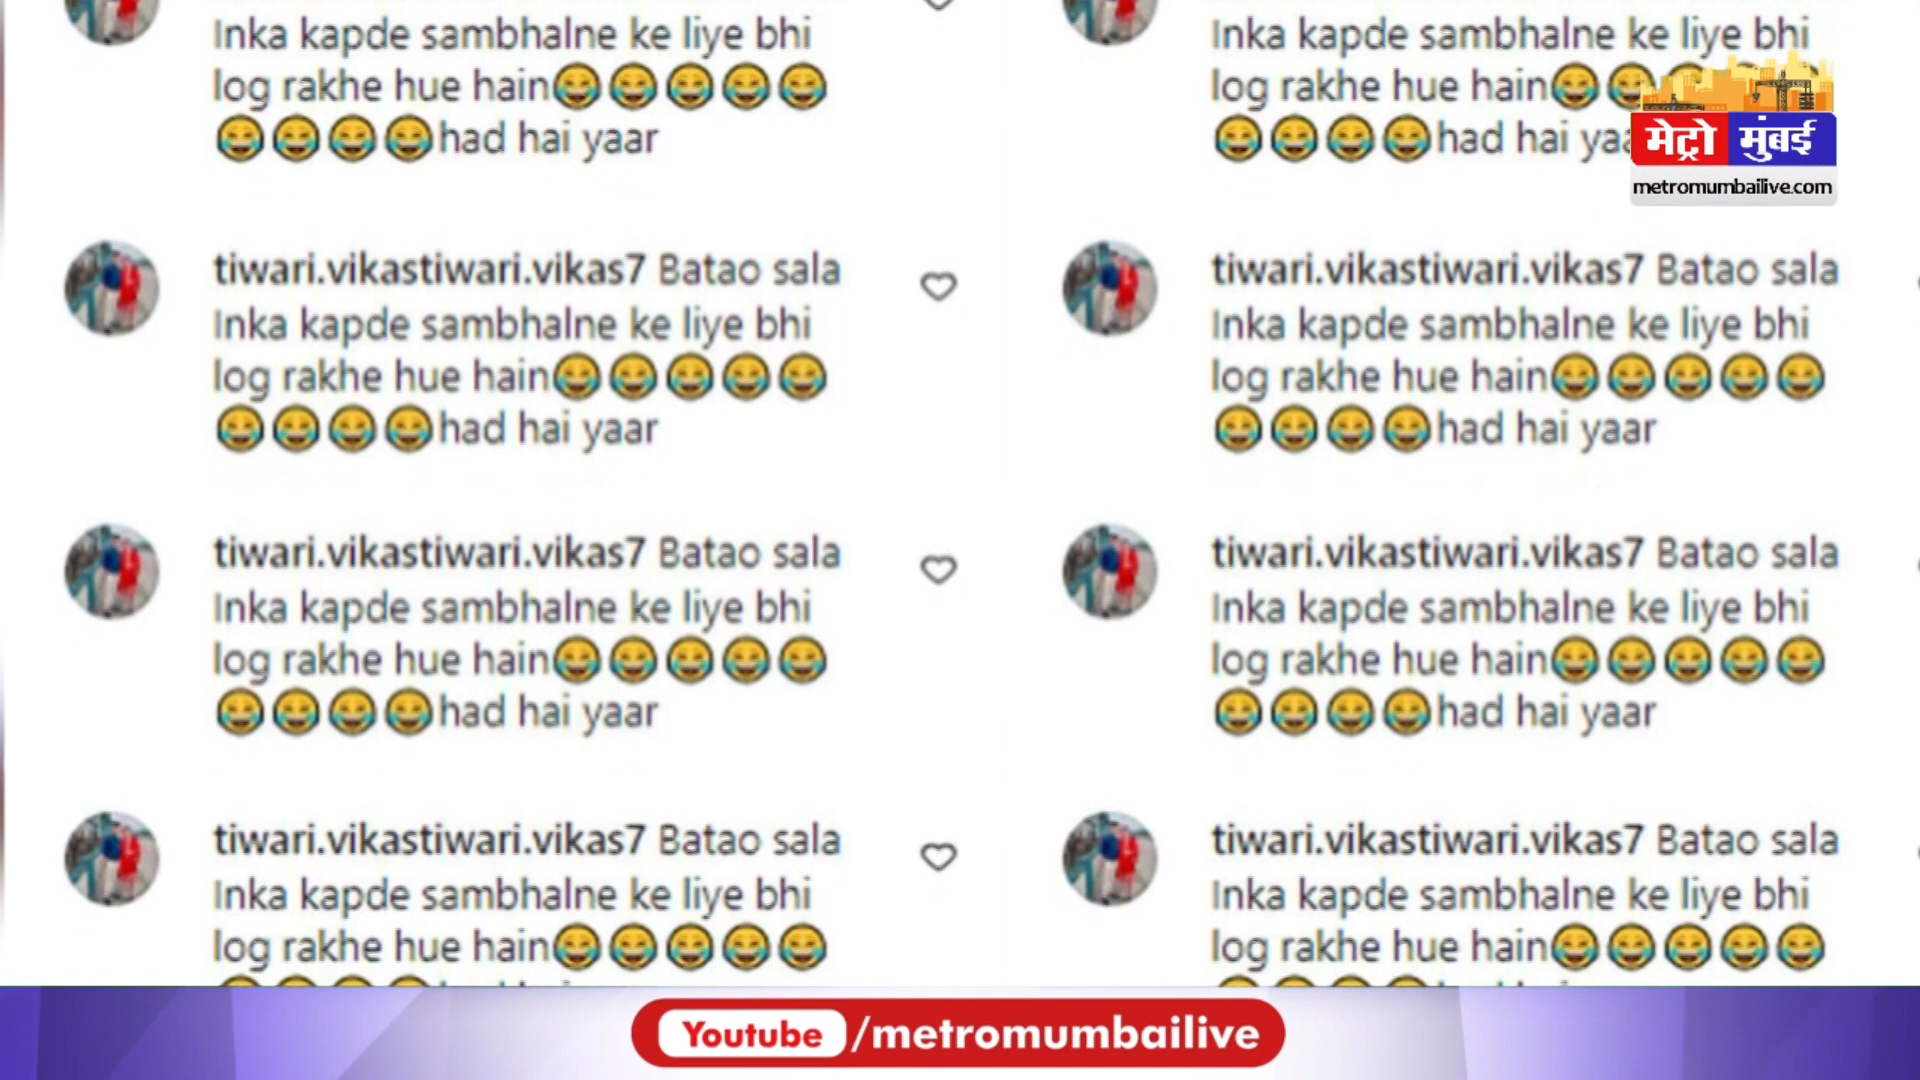 Inka kapde sambhalne ke liye bhi
log rakhe hue hain😂😂😂😂😂
😂😂😂😂had hai yaar
tiwari.vikastiwari.vikas7 Batao sala
Inka kapde sambhalne ke liye bhi
log rakhe hue hain😂😂😂😂😂
😂😂😂😂had hai yaar
tiwari.vikastiwari.vikas7 Batao sala
Inka kapde sambhalne ke liye bhi
log rakhe hue hain😂😂😂😂😂
😂😂😂😂had hai yaar
tiwari.vikastiwari.vikas7 Batao sala
Inka kapde sambhalne ke liye bhi
log rakhe hue hain😂😂😂😂😂
Inka kapde sambhalne ke liye bhi
log rakhe hue hain😂😂
😂😂😂😂had hai
मेट्रो मुंबई
metromumbailive.com
tiwari.vikastiwari.vikas7 Batao sala
Inka kapde sambhalne ke liye bhi
log rakhe hue hain😂😂😂😂😂
😂😂😂😂had hai yaar
tiwari.vikastiwari.vikas7 Batao sala
Inka kapde sambhalne ke liye bhi
log rakhe hue hain😂😂😂😂😂
😂😂😂😂had hai yaar
tiwari.vikastiwari.vikas7 Batao sala
Inka kapde sambhalne ke liye bhi
log rakhe hue hain😂😂😂😂😂
Youtube /metromumbailive